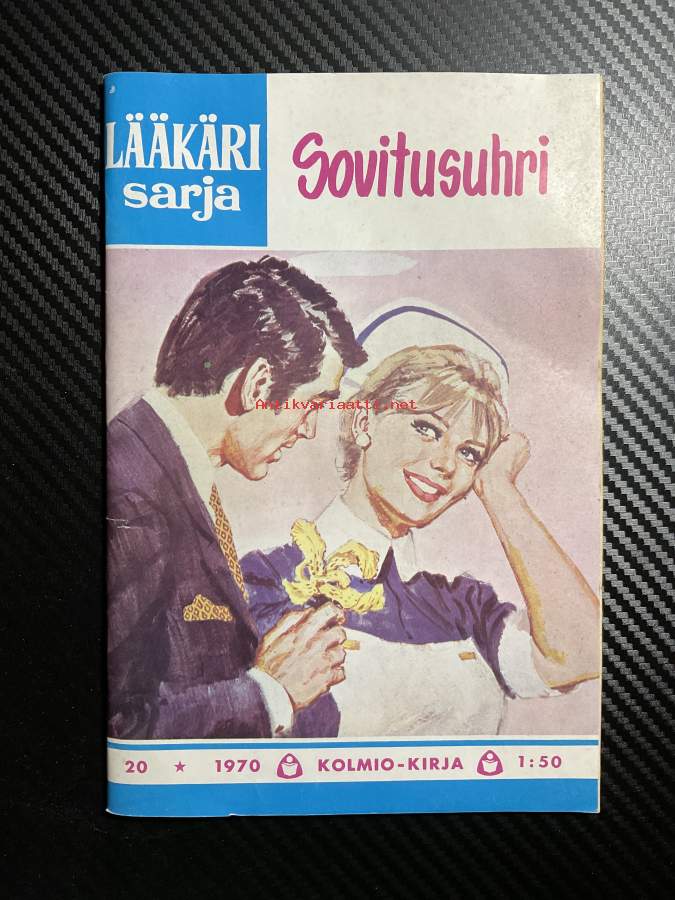 LÄÄKÄRI
sarja
Sovitusuhri
Antikvariaatti.net
20 ★ 1970 KOLMIO-KIRJA 1:50